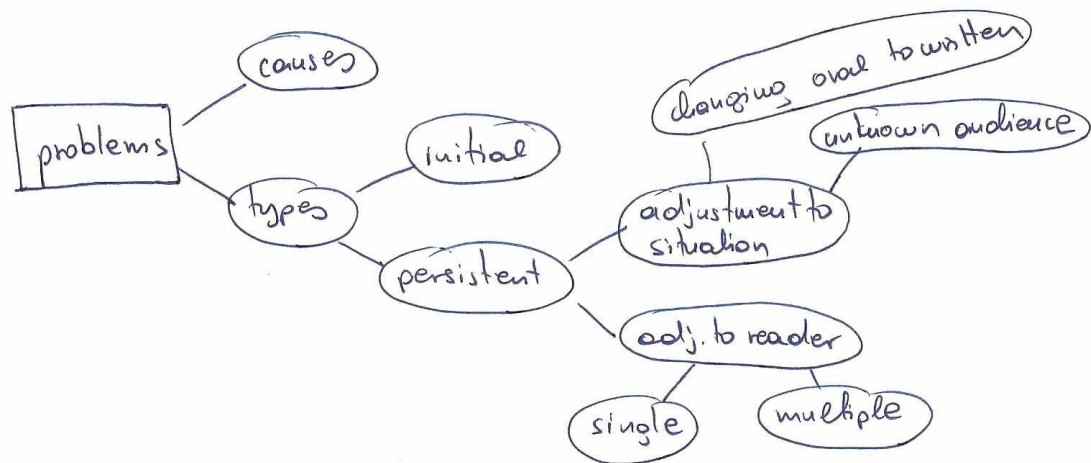 changing oral to written
causes
unknown audience
problems
initial
types
adjustment to
situation
persistent
adj. to reader
single
multiple